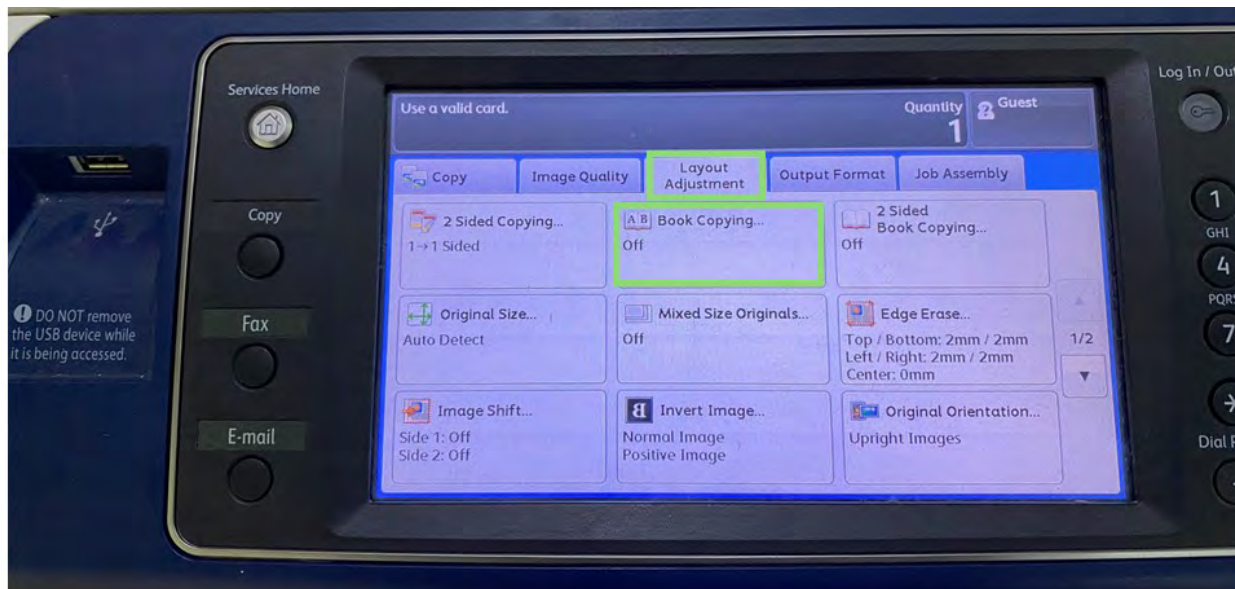 Services Home
Log In / Out
Use a valid card.
Quantity
1
Guest
Copy
Image Quality
Layout
Adjustment
Output Format
Job Assembly
2 Sided Copying...
1→1 Sided
A B Book Copying...
Off
2 Sided
Book Copying...
Off
Original Size...
Auto Detect
Mixed Size Originals...
Off
Edge Erase...
Top / Bottom: 2mm / 2mm
Left / Right: 2mm / 2mm
Center: 0mm
1/2
Image Shift...
Side 1: Off
Side 2: Off
Invert Image...
Normal Image
Positive Image
Original Orientation...
Upright Images
Copy
Fax
E-mail
DO NOT remove
the USB device while
it is being accessed.
1
GHI
4
PQRS
7
Dial